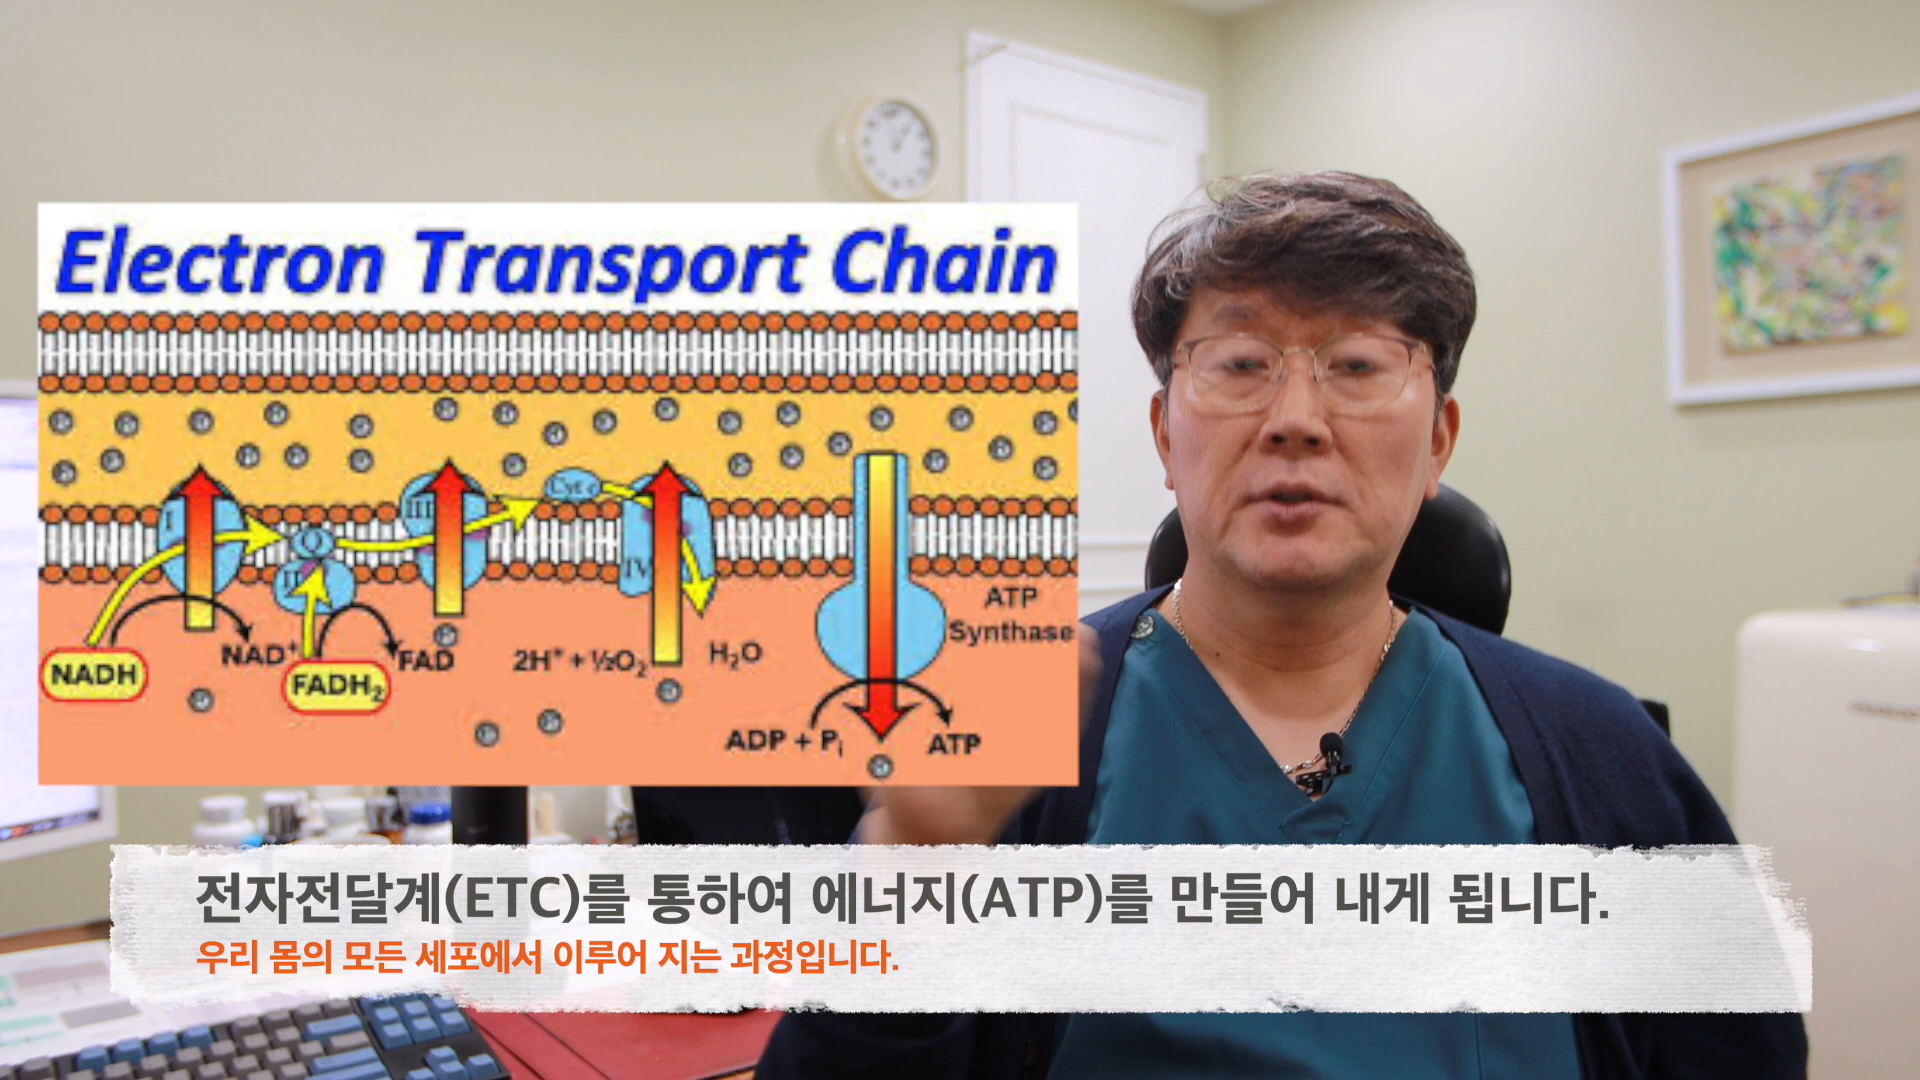 Electron Transport Chain
I
III
Cyt c
Q
II
IV
NADH
NAD⁺
FADH₂
FAD
2H⁺ + ½O₂
H₂O
ATP
Synthase
ADP + Pᵢ
ATP
전자전달계(ETC)를 통하여 에너지(ATP)를 만들어 내게 됩니다.
우리 몸의 모든 세포에서 이루어 지는 과정입니다.